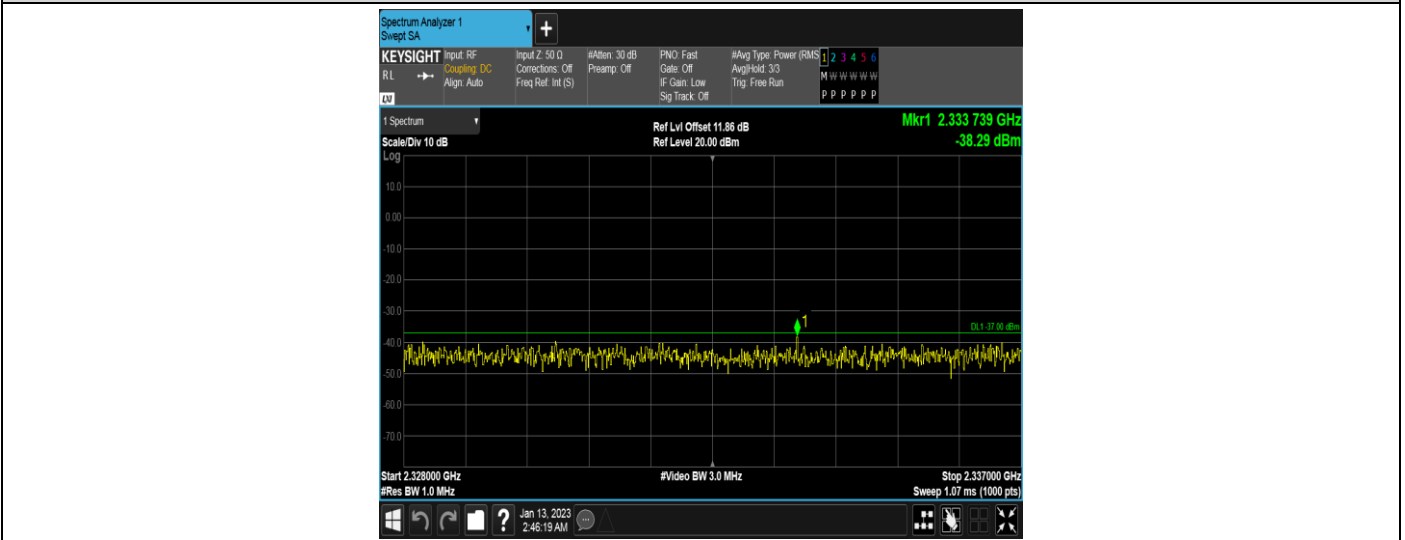 Spectrum Analyzer 1
Swept SA
+
KEYSIGHT Input: RF Input Z: 50 Ω #Atten: 30 dB PNO: Fast #Avg Type: Power (RMS 1 2 3 4 5 6
RL Coupling: DC Corrections: Off Preamp: Off Gate: Off Avg|Hold: 3/3 M W W W W W
Align: Auto Freq Ref: Int (S) IF Gain: Low Trig: Free Run
Sig Track: Off P P P P P P
1 Spectrum Ref Lvl Offset 11.86 dB Mkr1 2.333 739 GHz
Scale/Div 10 dB Ref Level 20.00 dBm -38.29 dBm
Log
10.0
0.00
-10.0
-20.0
-30.0
1
DL1 -37.00 dBm
-40.0
-50.0
-60.0
-70.0
Start 2.328000 GHz #Video BW 3.0 MHz Stop 2.337000 GHz
#Res BW 1.0 MHz Sweep 1.07 ms (1000 pts)
? Jan 13, 2023
2:46:19 AM